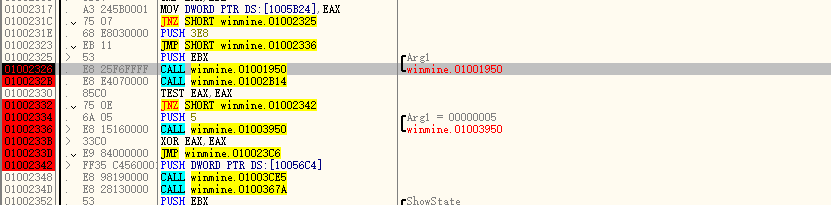 01002317 . A3 245B0001 MOV DWORD PTR DS:[1005B24],EAX
0100231C .⌄ 75 07 JNZ SHORT winmine.01002325
0100231E . 68 E8030000 PUSH 3E8
01002323 .⌄ EB 11 JMP SHORT winmine.01002336
01002325 > 53 PUSH EBX Arg1
01002326 . E8 25F6FFFF CALL winmine.01001950 winmine.01001950
0100232B . E8 E4070000 CALL winmine.01002B14
01002330 . 85C0 TEST EAX,EAX
01002332 .⌄ 75 0E JNZ SHORT winmine.01002342
01002334 . 6A 05 PUSH 5 Arg1 = 00000005
01002336 > E8 15160000 CALL winmine.01003950 winmine.01003950
0100233B > 33C0 XOR EAX,EAX
0100233D .⌄ E9 84000000 JMP winmine.010023C6
01002342 > FF35 C4560001 PUSH DWORD PTR DS:[10056C4]
01002348 . E8 98190000 CALL winmine.01003CE5
0100234D . E8 28130000 CALL winmine.0100367A
01002352 . 53 PUSH EBX ShowState